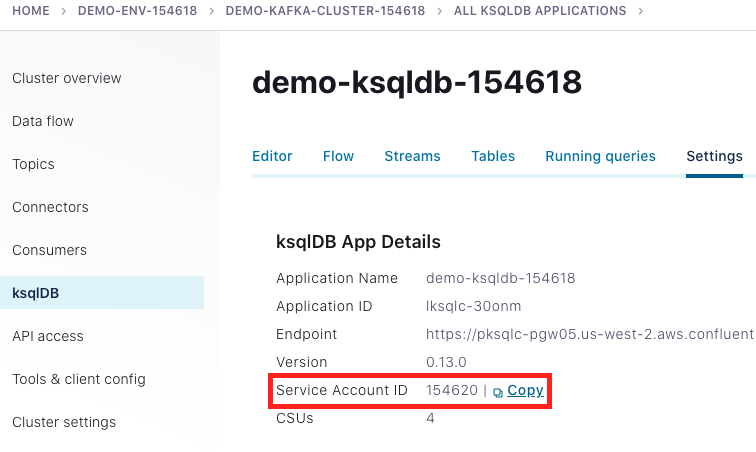 HOME > DEMO-ENV-154618 > DEMO-KAFKA-CLUSTER-154618 > ALL KSQLDB APPLICATIONS >
Cluster overview
Data flow
Topics
Connectors
Consumers
ksqlDB
API access
Tools & client config
Cluster settings
demo-ksqldb-154618
Editor Flow Streams Tables Running queries Settings
ksqlDB App Details
Application Name demo-ksqldb-154618
Application ID lksqlc-30onm
Endpoint https://pksqlc-pgw05.us-west-2.aws.confluent
Version 0.13.0
Service Account ID 154620 | Copy
CSUs 4